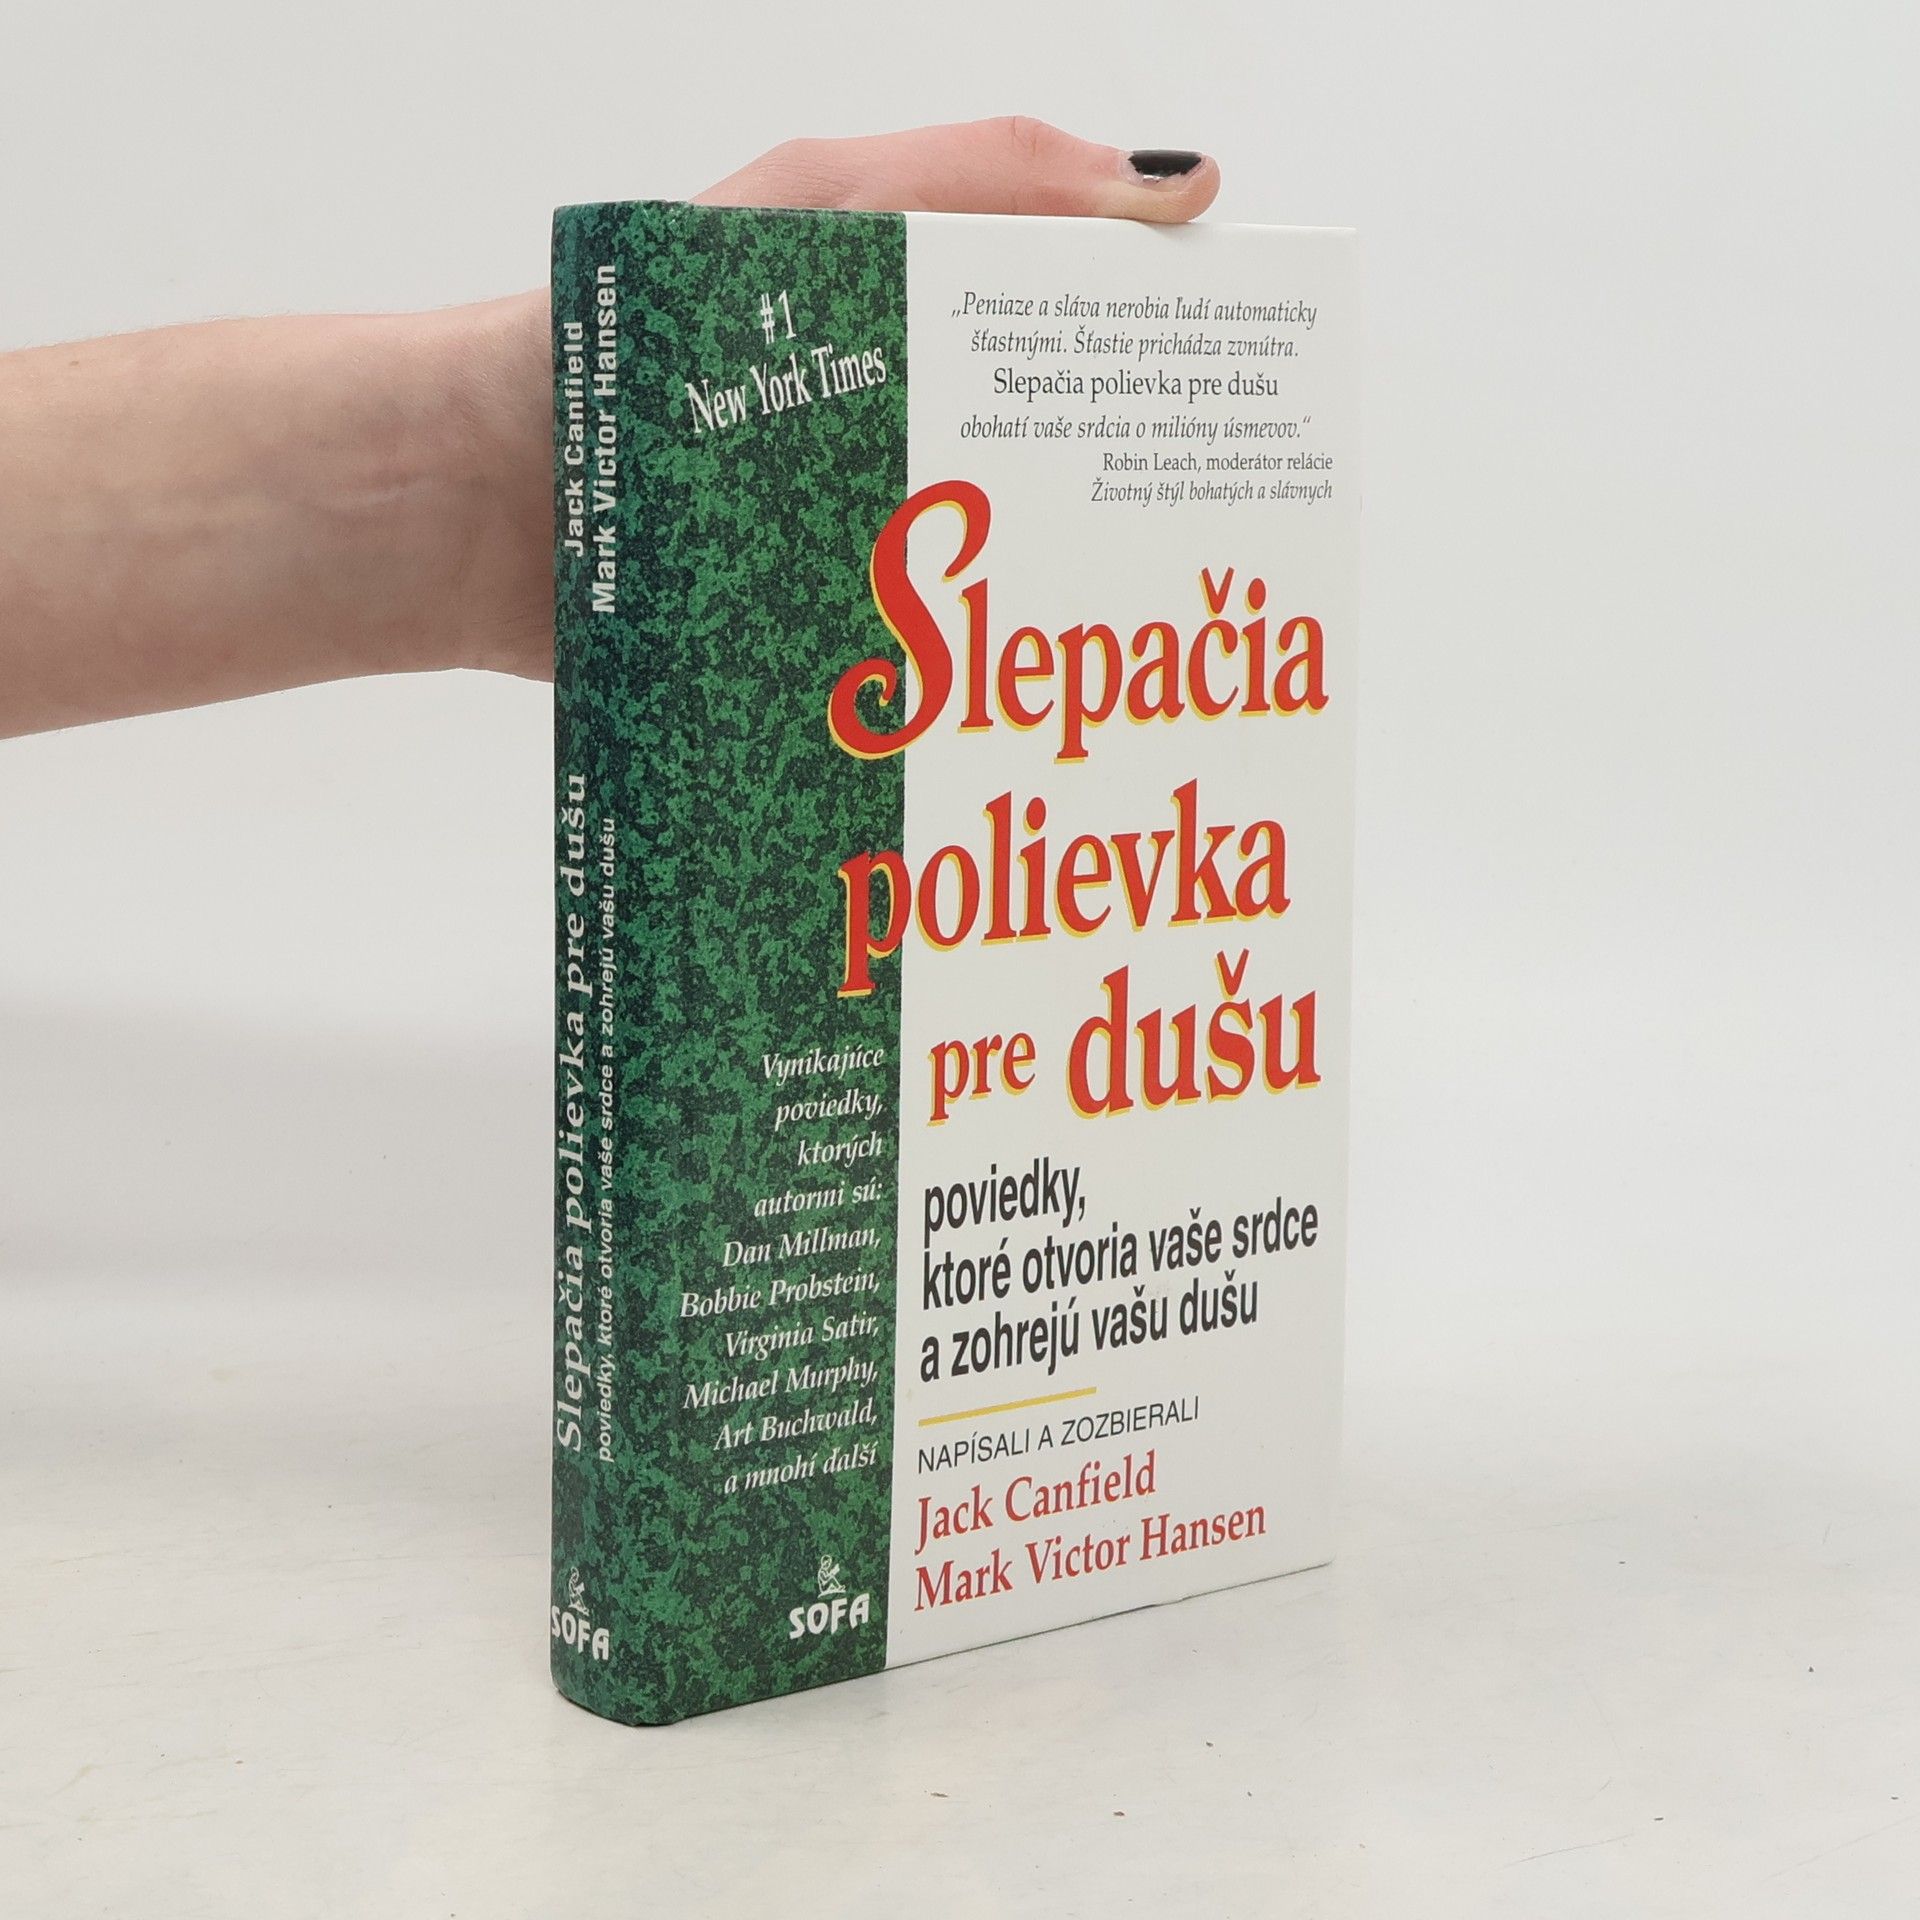 Jack Canfield
Mark Victor Hansen
Slepačia polievka pre dušu
poviedky, ktoré otvoria vaše srdce a zohrejú vašu dušu
SOFA
#1
New York Times
Vynikajúce
poviedky,
ktorých
autormi sú:
Dan Millman,
Bobbie Probstein,
Virginia Satir,
Michael Murphy,
Art Buchwald,
a mnohí ďalší
SOFA
„Peniaze a sláva nerobia ľudí automaticky
šťastnými. Šťastie prichádza zvnútra.
Slepačia polievka pre dušu
obohatí vaše srdcia o milióny úsmevov.“
Robin Leach, moderátor relácie
Životný štýl bohatých a slávnych
Slepačia
polievka
pre dušu
poviedky,
ktoré otvoria vaše srdce
a zohrejú vašu dušu
NAPÍSALI A ZOZBIERALI
Jack Canfield
Mark Victor Hansen